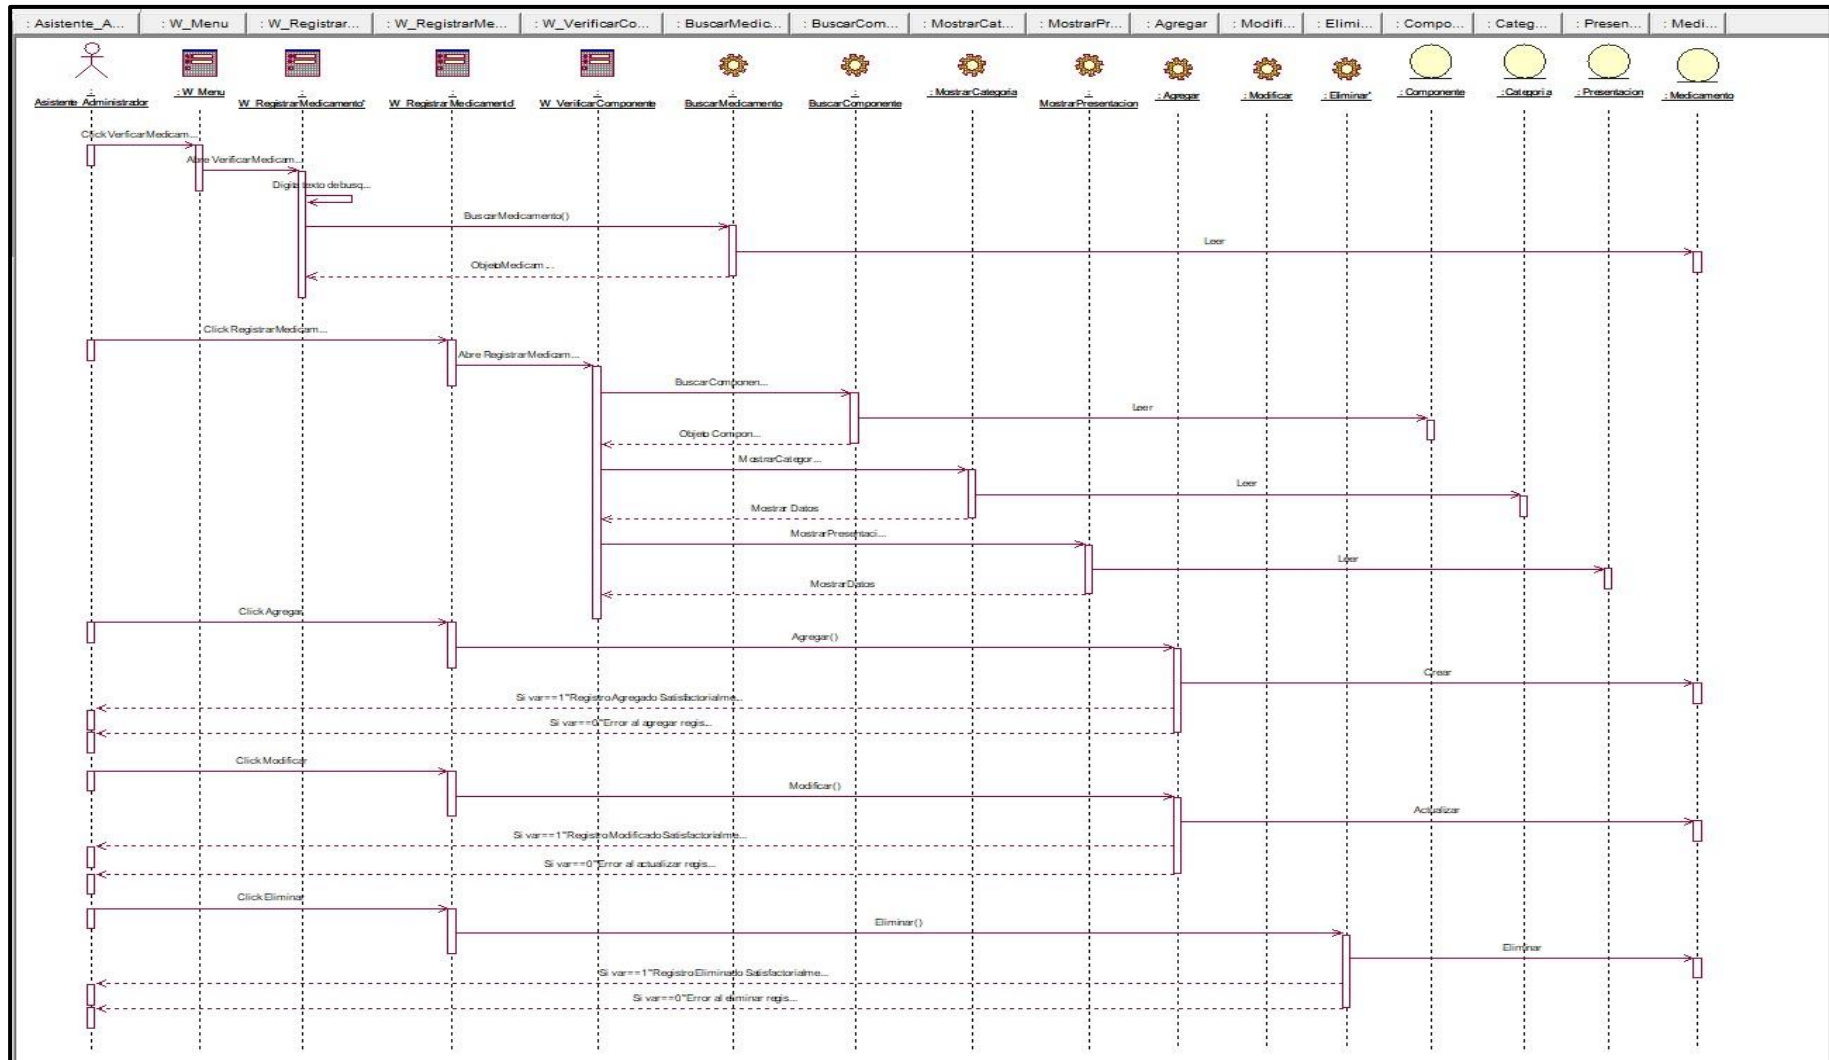 : Asistente_A... : W_Menu : W_Registrar... : W_RegistrarMe... : W_VerificarCo... : BuscarMedic... : BuscarCom... : MostrarCat... : MostrarPr... : Agregar : Modifi... : Elimi... : Compo... : Categ... : Presen... : Medi...
: Asistente_Administrador
: W_Menu
: W_RegistrarMedicamento"
: W_RegistrarMedicamento'
: W_VerificarComponente
: BuscarMedicamento
: BuscarComponente
: MostrarCategoria
: MostrarPresentacion
: Agregar
: Modificar
: Eliminar"
: Componente
: Categoria
: Presentacion
: Medicamento
Click VerficarMedicam...
Abre VerificarMedicam...
Digita texto de busq...
BuscarMedicamento()
Leer
ObjetoMedicam...
Click RegistrarMedicam...
Abre RegistrarMedicam...
BuscarComponen...
Leer
Objeto Compon...
MostrarCategor...
Leer
Mostrar Datos
MostrarPresentaci...
Leer
MostrarDatos
Click Agregar
Agregar()
Crear
Si var==1"Registro Agregado Satisfactorialme...
Si var==0"Error al agregar regis...
Click Modificar
Modificar()
Actualizar
Si var==1"Registro Modificado Satisfactorialme...
Si var==0"Error al actualizar regis...
Click Eliminar
Eliminar()
Eliminar
Si var==1"Registro Eliminado Satisfactorialme...
Si var==0"Error al eliminar regis...